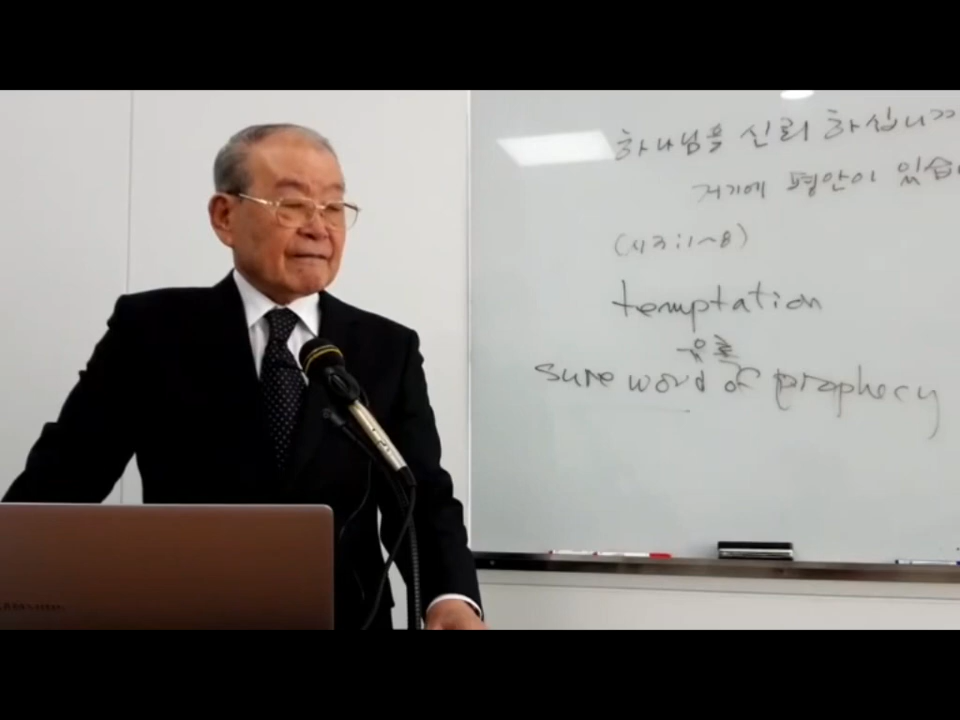 하나님을 신뢰 하십니까
거기에 평안이 있습
(시 3:1~8)
temptation
유혹
sure word of prophecy